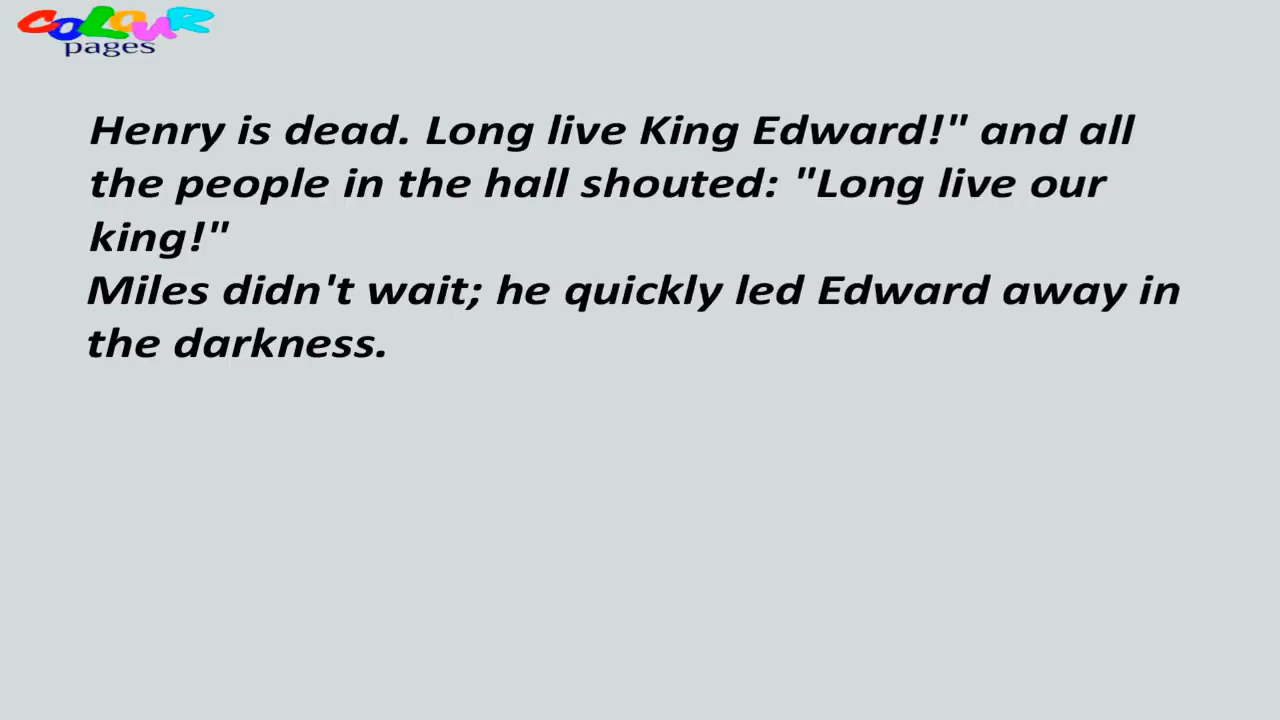 COLOUR
pages
Henry is dead. Long live King Edward!" and all
the people in the hall shouted: "Long live our
king!"
Miles didn't wait; he quickly led Edward away in
the darkness.